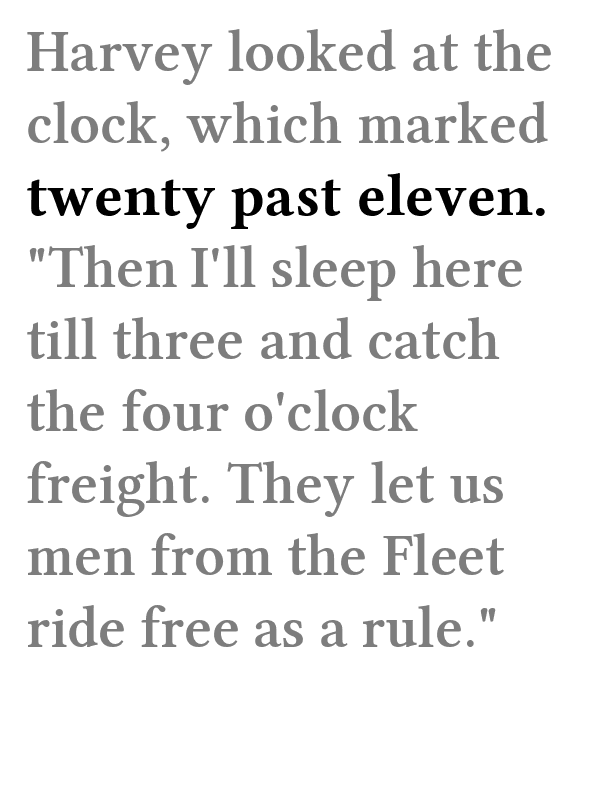 Harvey looked at the
clock, which marked
twenty past eleven.
"Then I'll sleep here
till three and catch
the four o'clock
freight. They let us
men from the Fleet
ride free as a rule."